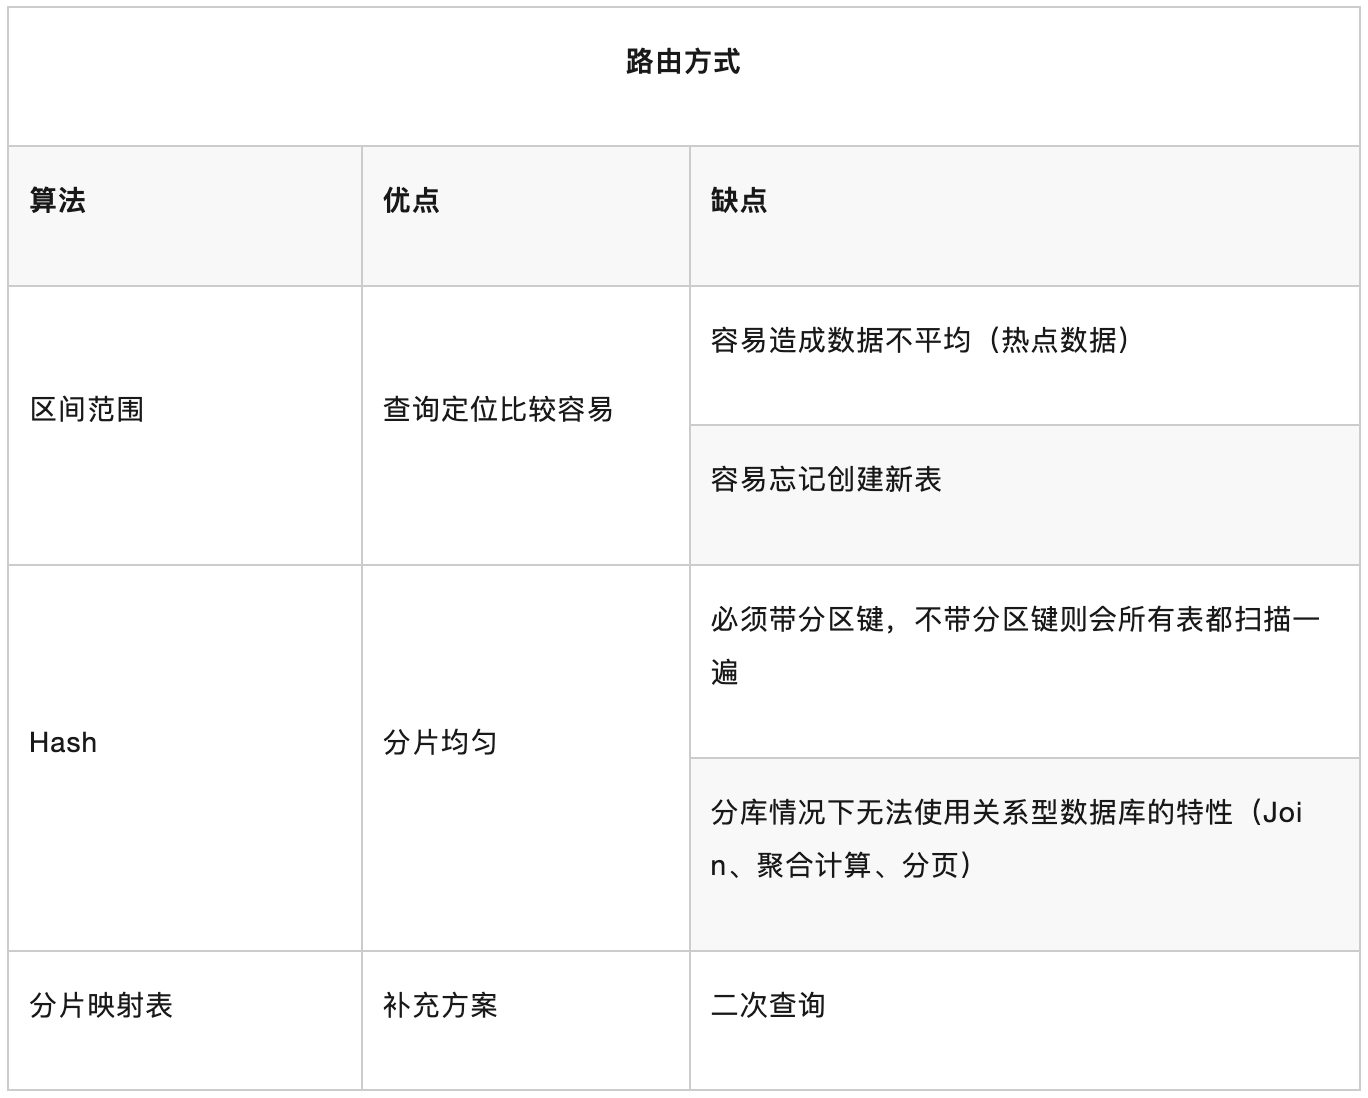 路由方式
算法
优点
缺点
区间范围
查询定位比较容易
容易造成数据不平均（热点数据）
容易忘记创建新表
Hash
分片均匀
必须带分区键，不带分区键则会所有表都扫描一
遍
分库情况下无法使用关系型数据库的特性（Joi
n、聚合计算、分页）
分片映射表
补充方案
二次查询